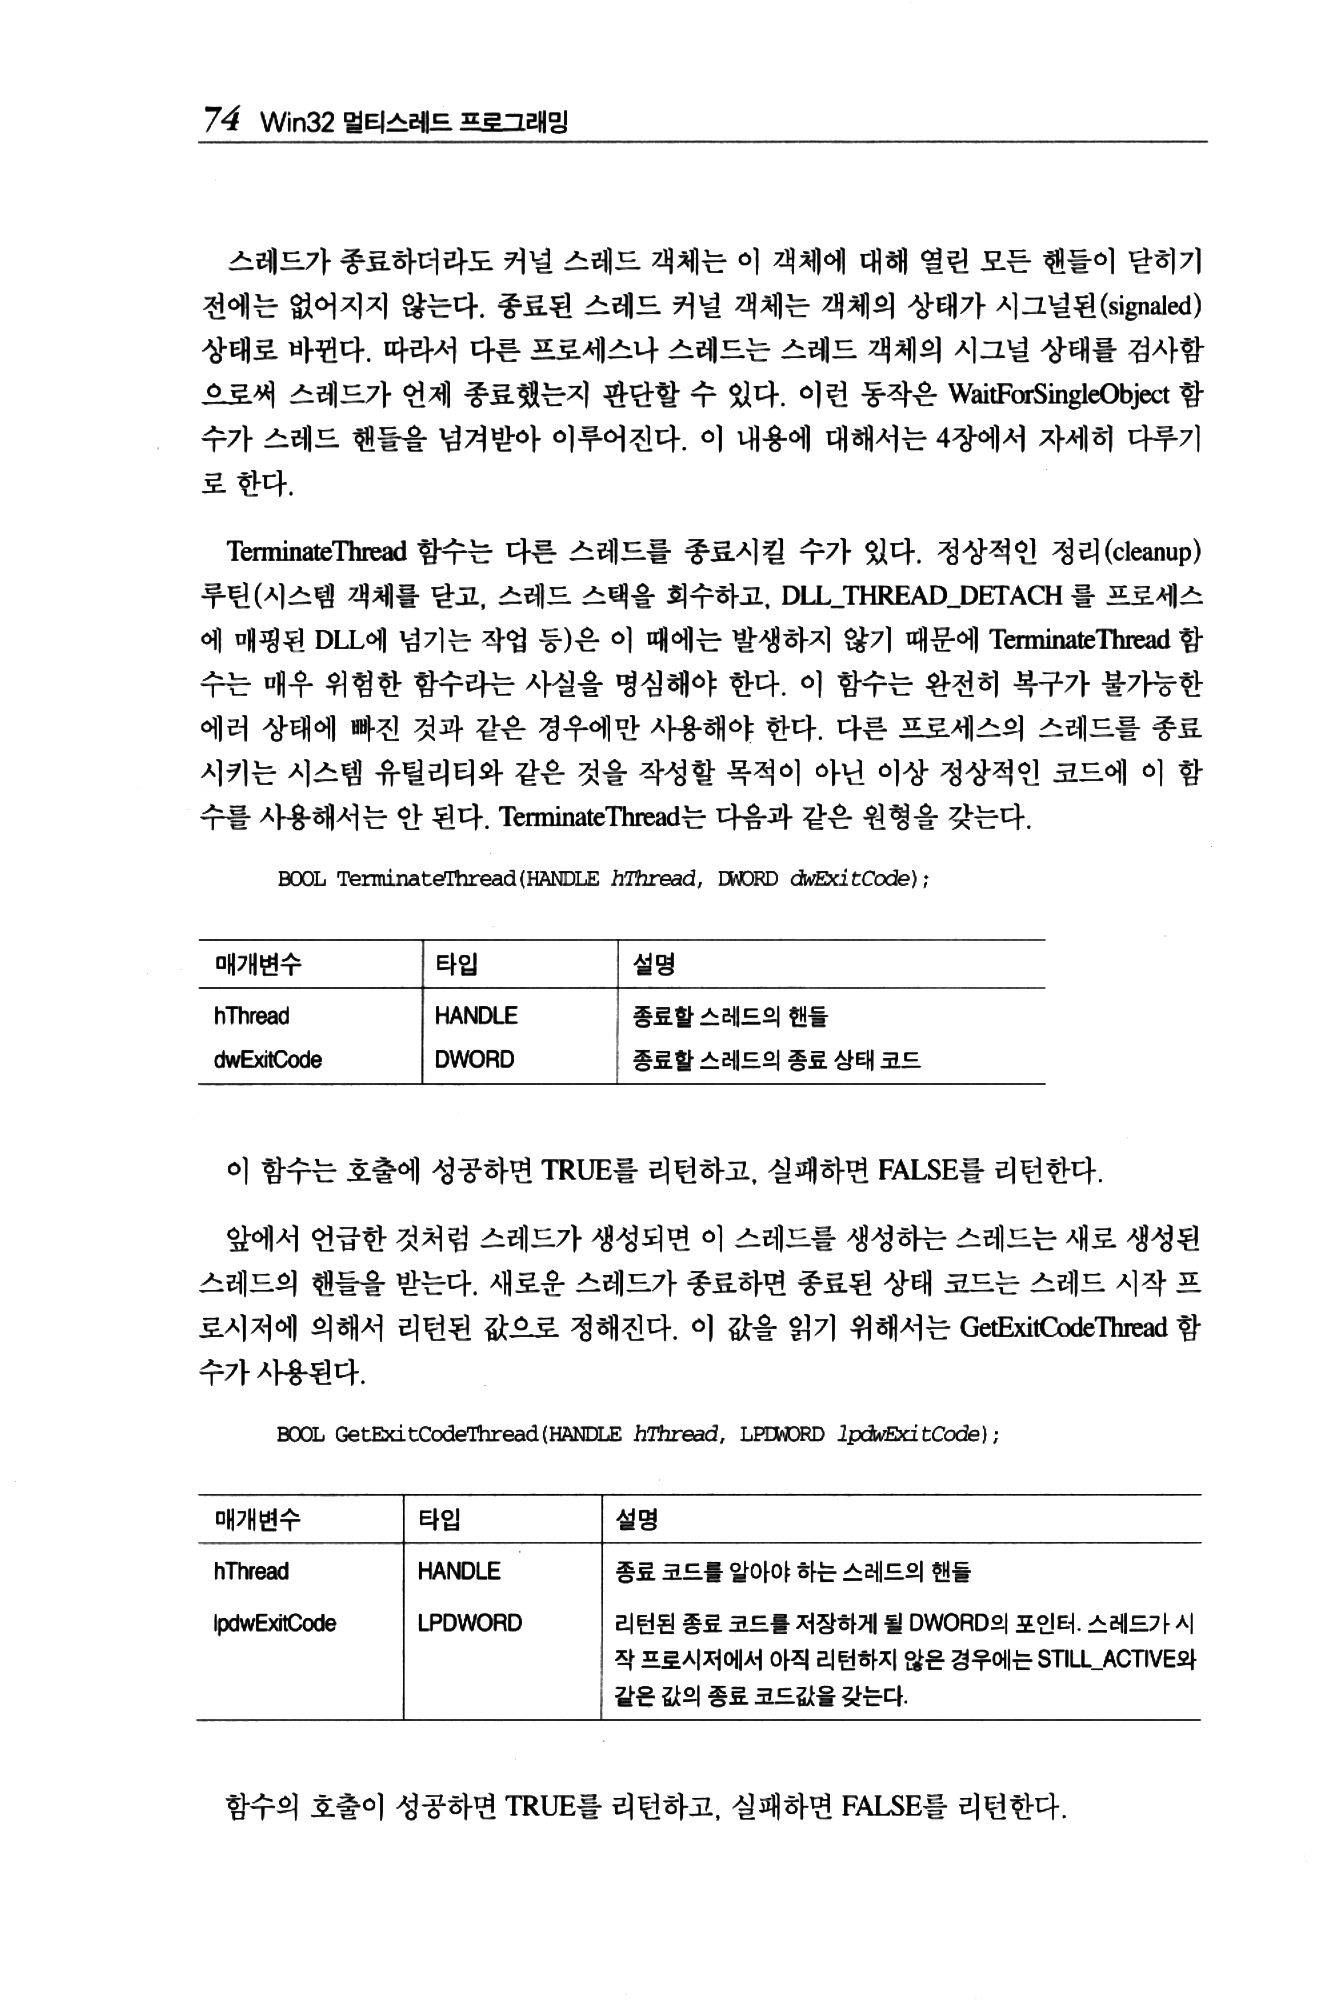 74 Win32 멀티스레드 프로그래밍
스레드가 종료하더라도 커널 스레드 객체는 이 객체에 대해 열린 모든 핸들이 닫히기
전에는 없어지지 않는다. 종료된 스레드 커널 객체는 객체의 상태가 시그널된(signaled)
상태로 바뀐다. 따라서 다른 프로세스나 스레드는 스레드 객체의 시그널 상태를 검사함
으로써 스레드가 언제 종료했는지 판단할 수 있다. 이런 동작은 WaitForSingleObject 함
수가 스레드 핸들을 넘겨받아 이루어진다. 이 내용에 대해서는 4장에서 자세히 다루기
로 한다.
TerminateThread 함수는 다른 스레드를 종료시킬 수가 있다. 정상적인 정리(cleanup)
루틴(시스템 객체를 닫고, 스레드 스택을 회수하고, DLL_THREAD_DETACH 를 프로세스
에 매핑된 DLL에 넘기는 작업 등)은 이 때에는 발생하지 않기 때문에 TerminateThread 함
수는 매우 위험한 함수라는 사실을 명심해야 한다. 이 함수는 완전히 복구가 불가능한
에러 상태에 빠진 것과 같은 경우에만 사용해야 한다. 다른 프로세스의 스레드를 종료
시키는 시스템 유틸리티와 같은 것을 작성할 목적이 아닌 이상 정상적인 코드에 이 함
수를 사용해서는 안 된다. TerminateThread는 다음과 같은 원형을 갖는다.
BOOL TerminateThread(HANDLE hThread, DWORD dwExitCode);
매개변수 타입 설명
hThread HANDLE 종료할 스레드의 핸들
dwExitCode DWORD 종료할 스레드의 종료 상태 코드
이 함수는 호출에 성공하면 TRUE를 리턴하고, 실패하면 FALSE를 리턴한다.
앞에서 언급한 것처럼 스레드가 생성되면 이 스레드를 생성하는 스레드는 새로 생성된
스레드의 핸들을 받는다. 새로운 스레드가 종료하면 종료된 상태 코드는 스레드 시작 프
로시저에 의해서 리턴된 값으로 정해진다. 이 값을 읽기 위해서는 GetExitCodeThread 함
수가 사용된다.
BOOL GetExitCodeThread(HANDLE hThread, LPDWORD lpdwExitCode);
매개변수 타입 설명
hThread HANDLE 종료 코드를 알아야 하는 스레드의 핸들
lpdwExitCode LPDWORD 리턴된 종료 코드를 저장하게 될 DWORD의 포인터. 스레드가 시
작 프로시저에서 아직 리턴하지 않은 경우에는 STILL_ACTIVE와
같은 값의 종료 코드값을 갖는다.
함수의 호출이 성공하면 TRUE를 리턴하고, 실패하면 FALSE를 리턴한다.